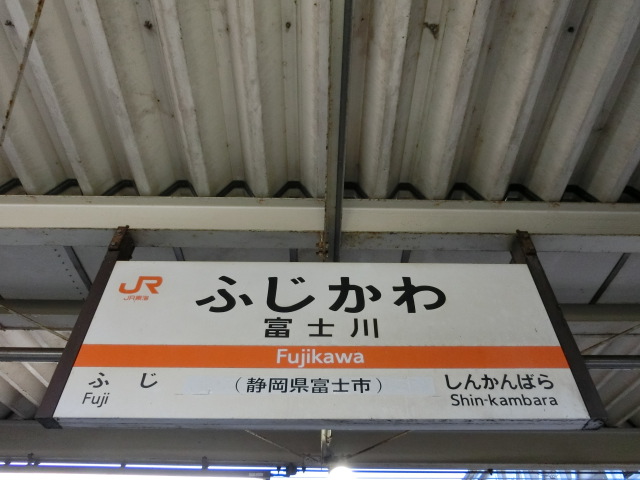 JR
JR東海
ふじかわ
富士川
Fujikawa
ふじ
Fuji
（静岡県富士市）
しんかんばら
Shin-kambara